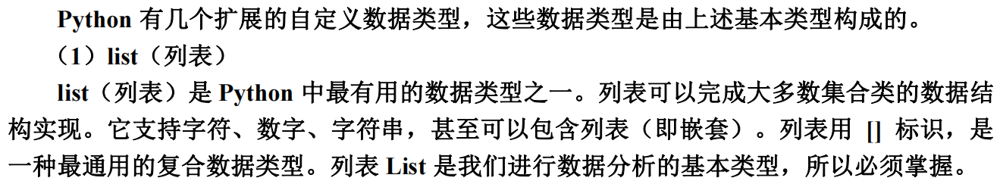 Python 有几个扩展的自定义数据类型，这些数据类型是由上述基本类型构成的。
（1）list（列表）
list（列表）是 Python 中最有用的数据类型之一。列表可以完成大多数集合类的数据结
构实现。它支持字符、数字、字符串，甚至可以包含列表（即嵌套）。列表用 [] 标识，是
一种最通用的复合数据类型。列表 List 是我们进行数据分析的基本类型，所以必须掌握。